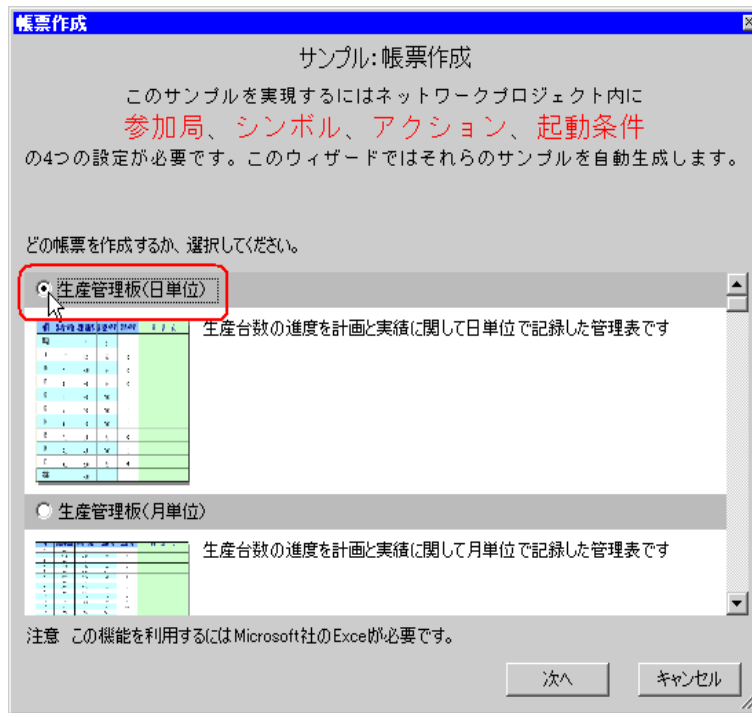 帳票作成
サンプル:帳票作成
このサンプルを実現するにはネットワークプロジェクト内に
参加局、シンボル、アクション、起動条件
の4つの設定が必要です。このウィザードではそれらのサンプルを自動生成します。
どの帳票を作成するか、選択してください。
生産管理板(日単位)
生産台数の進度を計画と実績に関して日単位で記録した管理表です
生産管理板(月単位)
生産台数の進度を計画と実績に関して月単位で記録した管理表です
注意 この機能を利用するにはMicrosoft社のExcelが必要です。
次へ
キャンセル